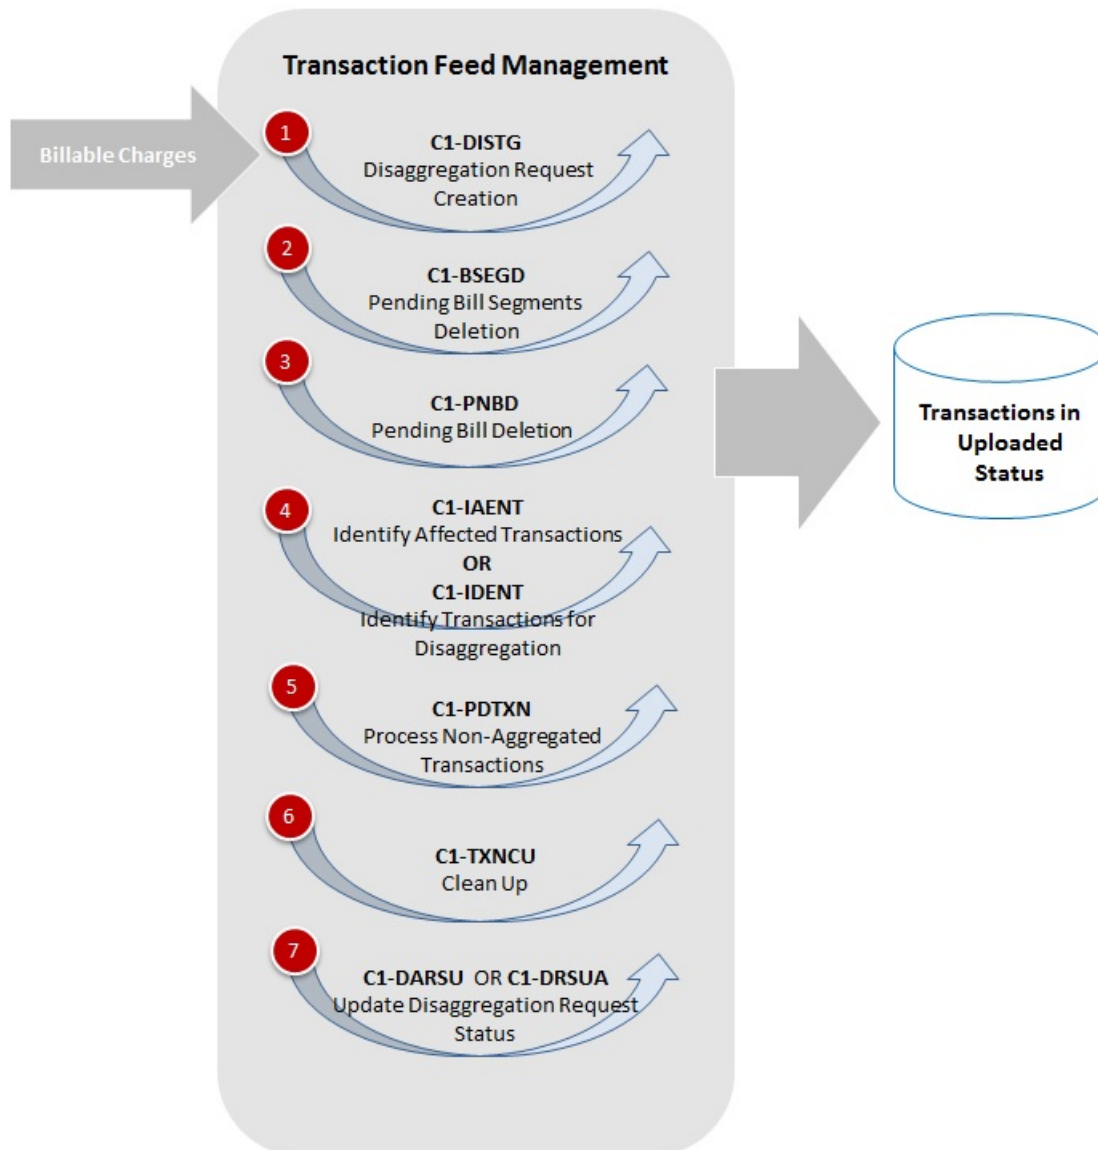 Transaction Feed Management
Billable Charges
1
C1-DISTG
Disaggregation Request
Creation
2
C1-BSEGD
Pending Bill Segments
Deletion
3
C1-PNBD
Pending Bill Deletion
4
C1-IAENT
Identify Affected Transactions
OR
C1-IDENT
Identify Transactions for
Disaggregation
5
C1-PDTXN
Process Non-Aggregated
Transactions
6
C1-TXNCU
Clean Up
7
C1-DARSU OR C1-DRSUA
Update Disaggregation Request
Status
Transactions in
Uploaded
Status